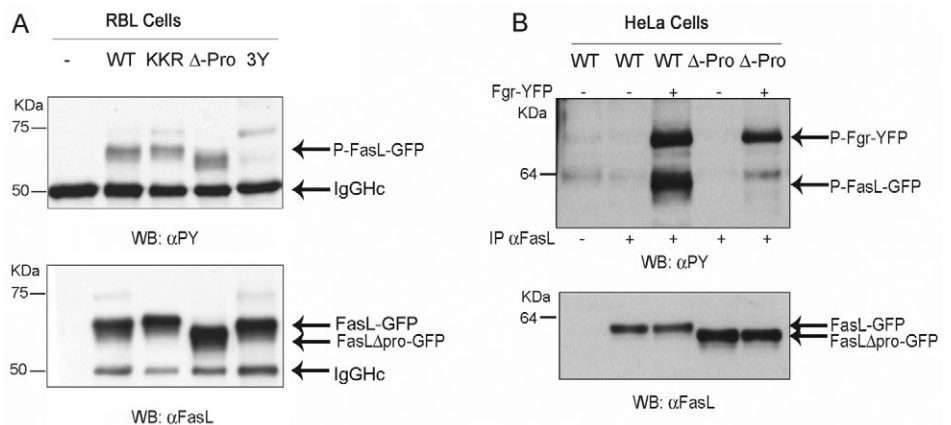 A
RBL Cells
- WT KKR Δ-Pro 3Y
KDa
75
P-FasL-GFP
50
IgGHc
WB: αPY
KDa
75
FasL-GFP
FasLΔpro-GFP
50
IgGHc
WB: αFasL
B
HeLa Cells
WT WT WT Δ-Pro Δ-Pro
Fgr-YFP - - + - +
KDa
P-Fgr-YFP
64
P-FasL-GFP
IP αFasL - + + + +
WB: αPY
KDa
64
FasL-GFP
FasLΔpro-GFP
WB: αFasL